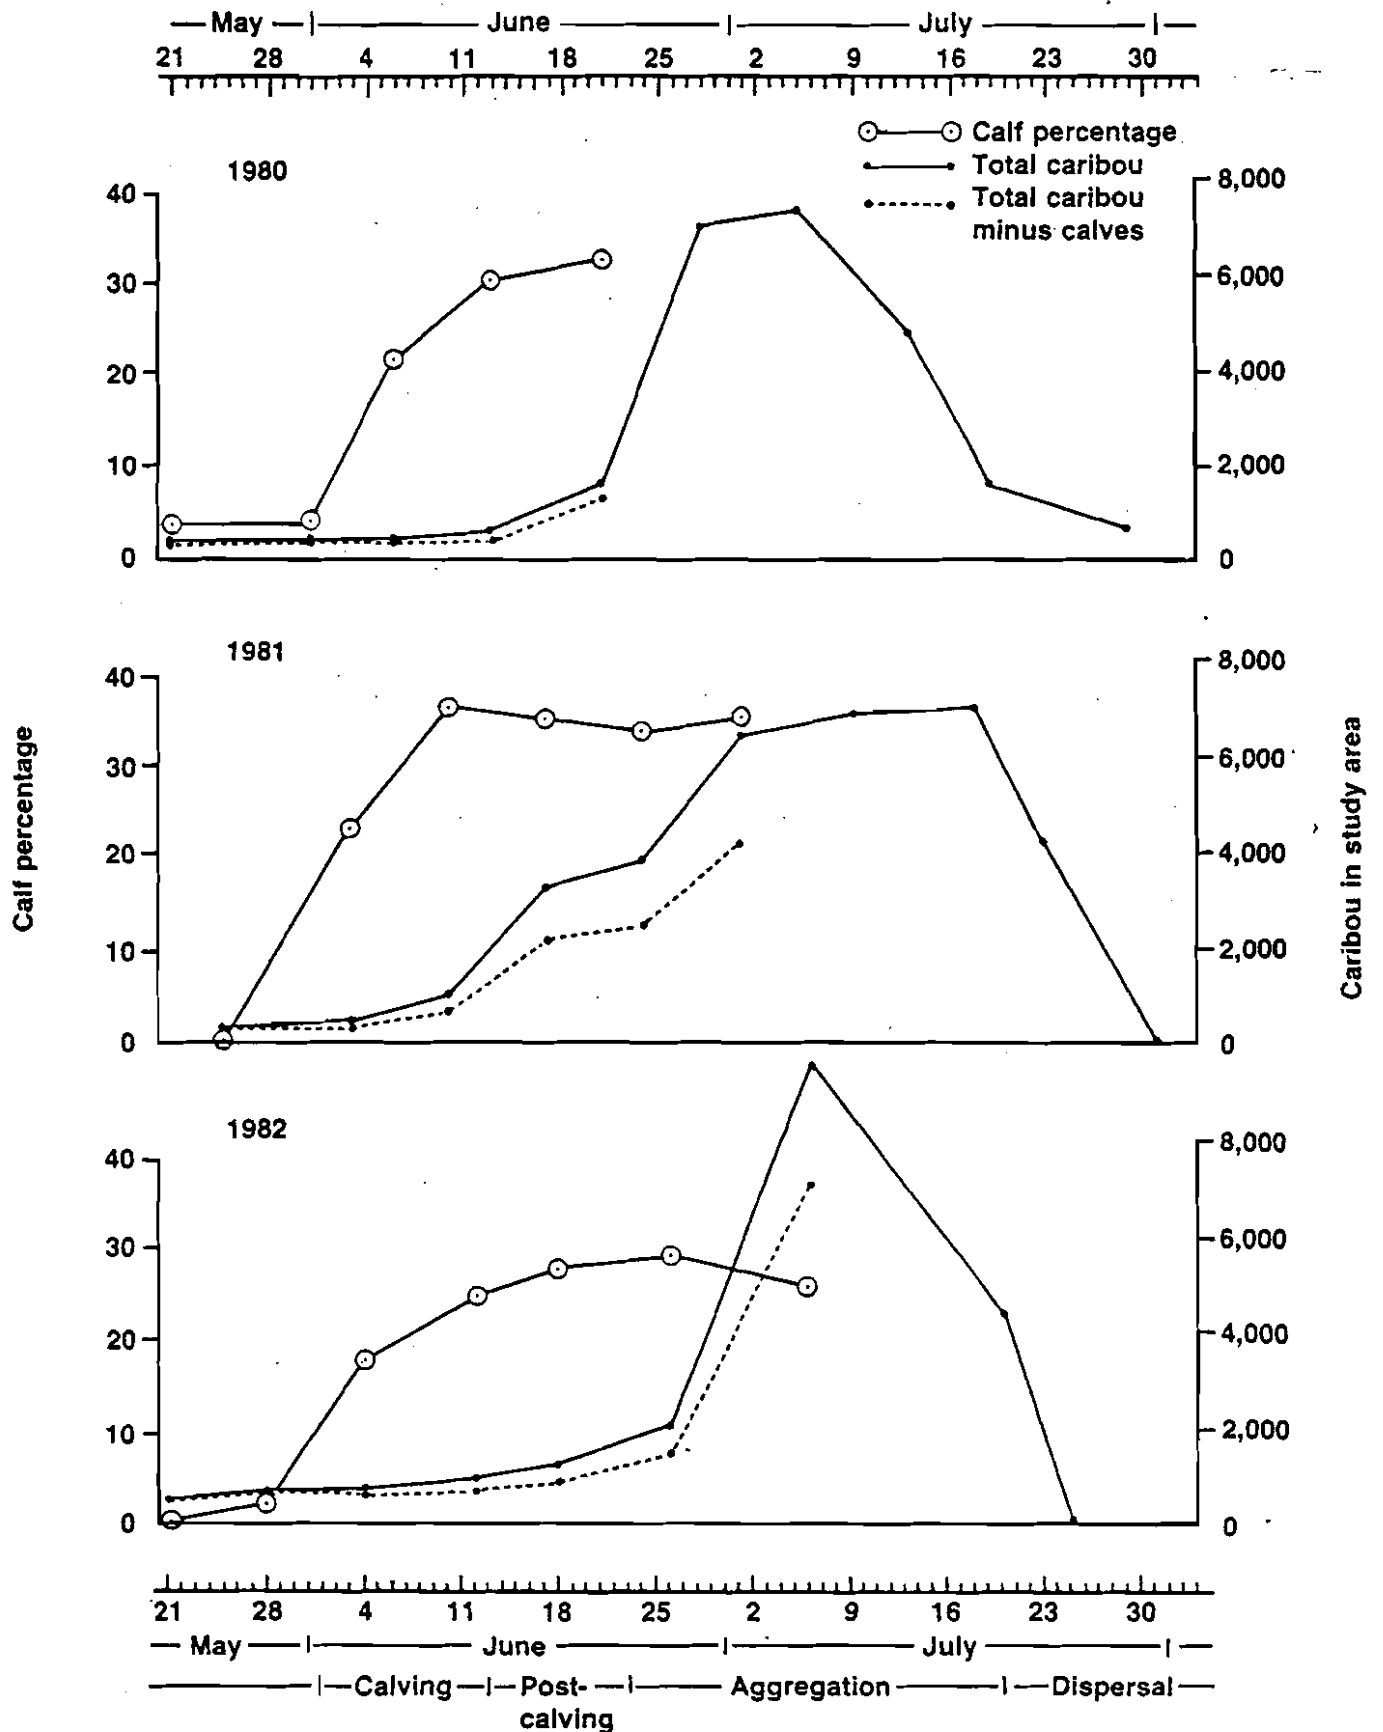 May June July
21 28 4 11 18 25 2 9 16 23 30
Calf percentage
Total caribou
Total caribou
minus calves
1980
40 8,000
30 6,000
20 4,000
10 2,000
0 0
1981
40 8,000
30 6,000
20 4,000
10 2,000
0 0
Calf percentage
Caribou in study area
1982
40 8,000
30 6,000
20 4,000
10 2,000
0 0
21 28 4 11 18 25 2 9 16 23 30
May June July
Calving Post- Aggregation Dispersal
calving